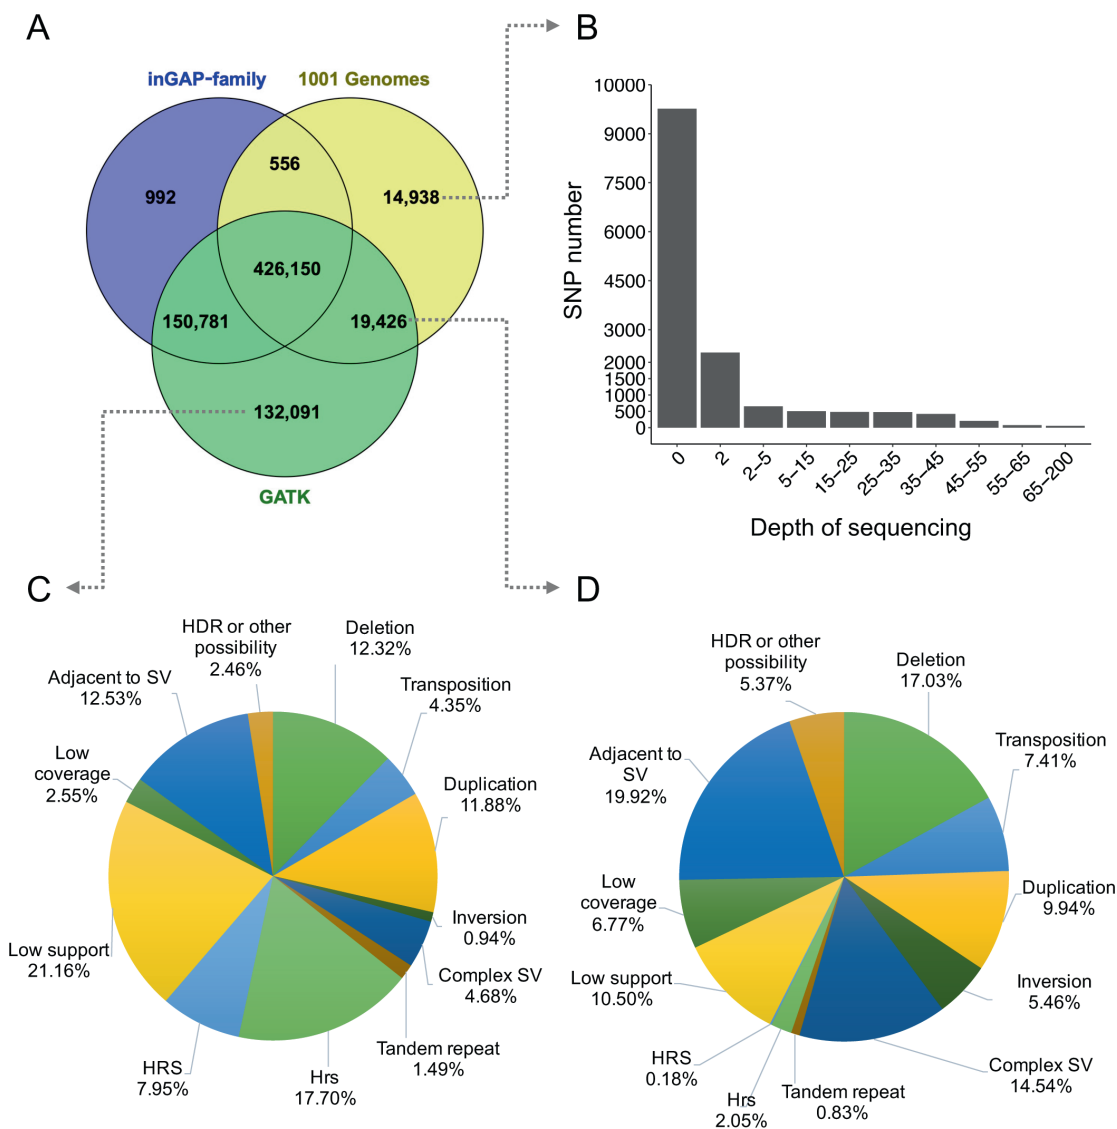 A
inGAP-family
1001 Genomes
556
992
14,938
426,150
150,781
19,426
132,091
GATK
B
10000
9000
7500
6000
4500
3000
2000
1500
1000
500
0
SNP number
0
2
2-5
5-15
15-25
25-35
35-45
45-55
55-65
65-200
Depth of sequencing
C
HDR or other
possibility
2.46%
Deletion
12.32%
Transposition
4.35%
Duplication
11.88%
Inversion
0.94%
Complex SV
4.68%
Tandem repeat
1.49%
Hrs
17.70%
HRS
7.95%
Low support
21.16%
Low
coverage
2.55%
Adjacent to SV
12.53%
D
HDR or other
possibility
5.37%
Deletion
17.03%
Transposition
7.41%
Duplication
9.94%
Inversion
5.46%
Complex SV
14.54%
Tandem repeat
0.83%
Hrs
2.05%
HRS
0.18%
Low support
10.50%
Low
coverage
6.77%
Adjacent to
SV
19.92%